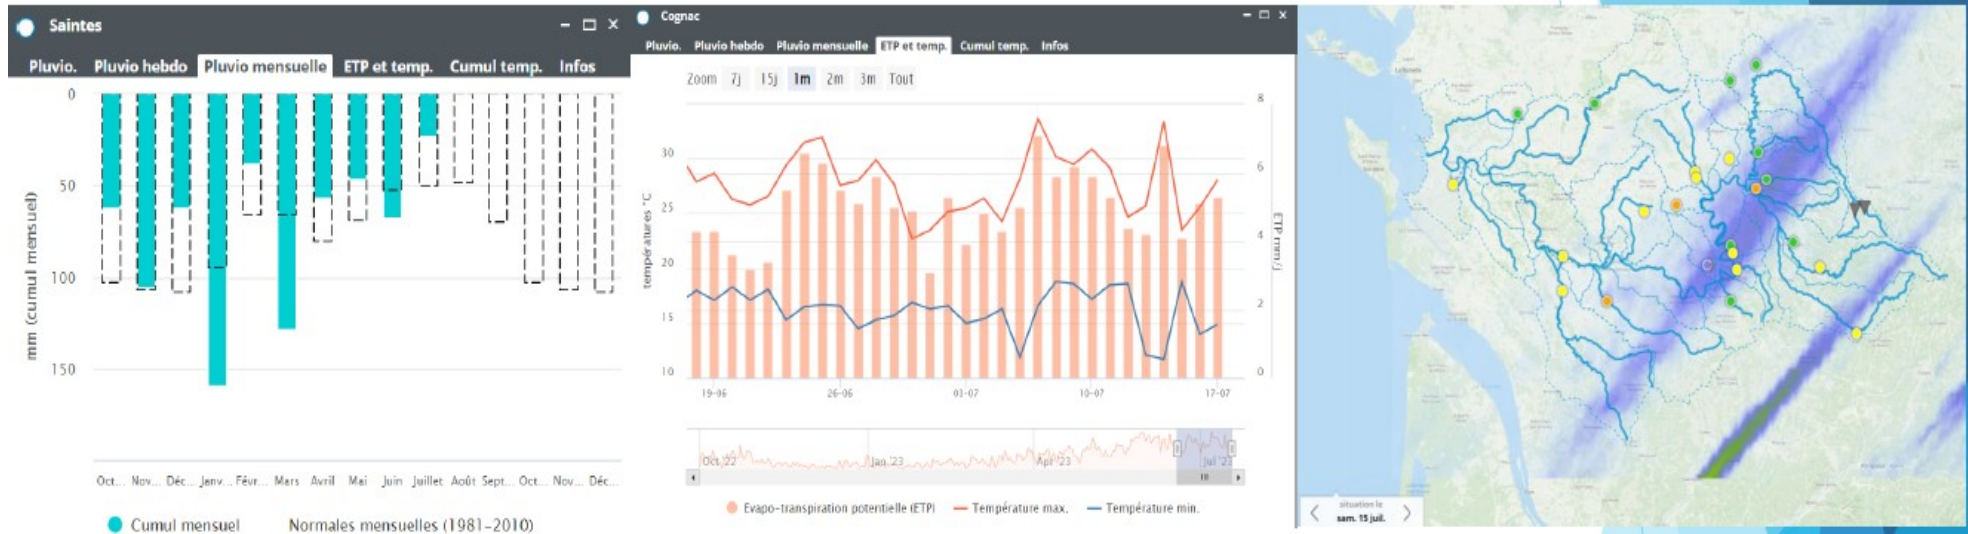 Saintes
Pluvio. Pluvio hebdo Pluvio mensuelle ETP et temp. Cumul temp. Infos
0
50
100
150
mm (cumul mensuel)
Oct... Nov... Déc... Janv... Févr... Mars Avril Mai Juin Juillet Août Sept... Oct... Nov... Déc...
Cumul mensuel Normales mensuelles (1981-2010)
Cognac
Pluvio. Pluvio hebdo Pluvio mensuelle ETP et temp. Cumul temp. Infos
Zoom 7j 15j 1m 2m 3m Tout
30
25
20
15
10
températures °C
8
6
4
2
0
ETP mm/j
19-06 26-06 03-07 10-07 17-07
Oct '22 Jan '23 Apr '23 Jul '23
Evapo-transpiration potentielle (ETP) Température max. Température min.
situation le
sam. 15 juil.